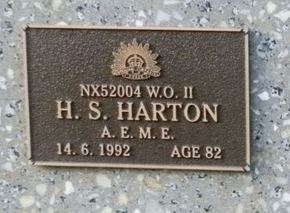 NX52004 W.O. II
H. S. HARTON
A. E. M. E.
14. 6. 1992 AGE 82